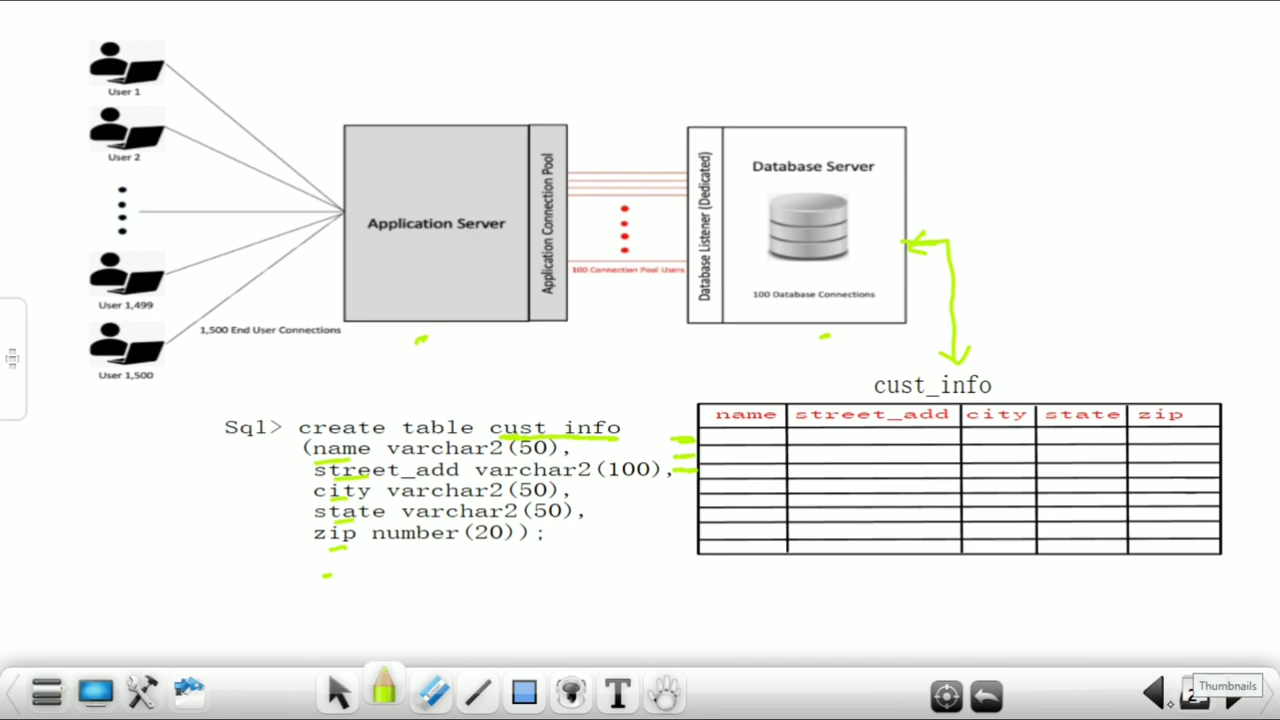 User 1
User 2
User 1,499
User 1,500
1,500 End User Connections
Application Server
Application Connection Pool
100 Connection Pool Users
Database Listener (Dedicated)
Database Server
100 Database Connections
Sql> create table cust_info
(name varchar2(50),
street_add varchar2(100),
city varchar2(50),
state varchar2(50),
zip number(20));
cust_info
name street_add city state zip
T
Thumbnails